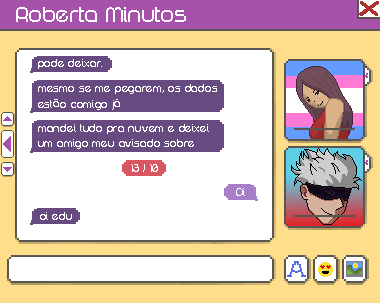 Roberta Minutos
pode deixar.
mesmo se me pegarem, os dados
estão comigo já
mandei tudo pra nuvem e deixei
um amigo meu avisado sobre
13 / 10
Oi
oi edu
A